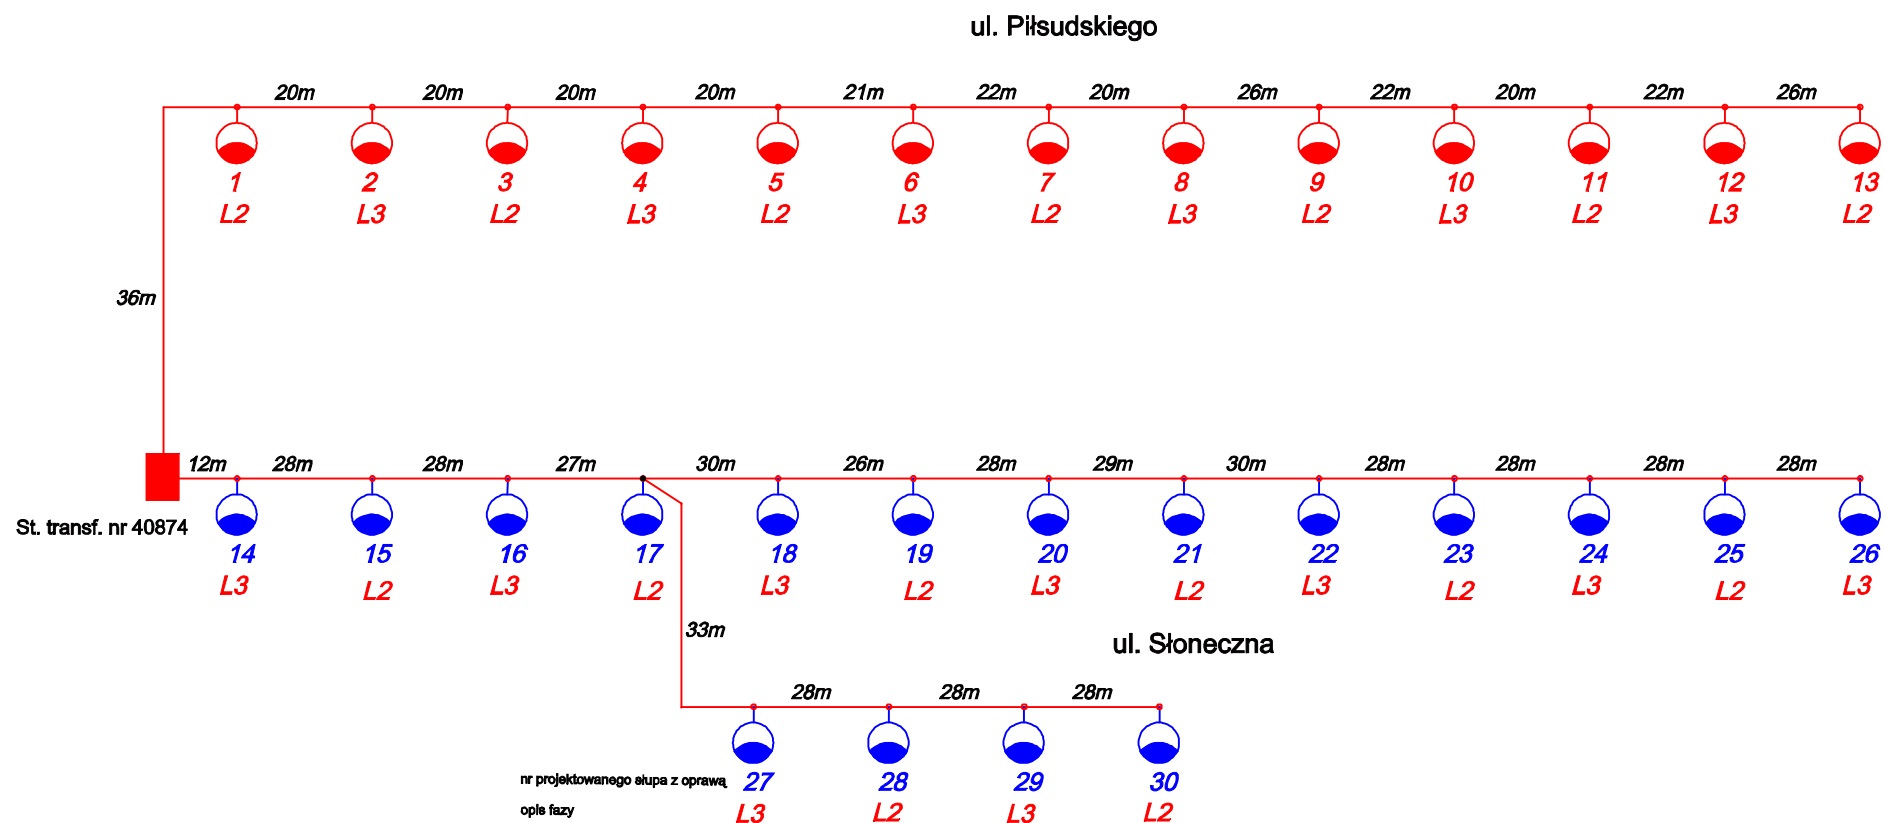 ul. Piłsudskiego
20m 20m 20m 20m 21m 22m 20m 26m 22m 20m 22m 26m
1 2 3 4 5 6 7 8 9 10 11 12 13
L2 L3 L2 L3 L2 L3 L2 L3 L2 L3 L2 L3 L2
36m
12m 28m 28m 27m 30m 26m 28m 29m 30m 28m 28m 28m 28m
St. transf. nr 40874
14 15 16 17 18 19 20 21 22 23 24 25 26
L3 L2 L3 L2 L3 L2 L3 L2 L3 L2 L3 L2 L3
33m
ul. Słoneczna
28m 28m 28m
nr projektowanego słupa z oprawą 27 28 29 30
opis fazy L3 L2 L3 L2